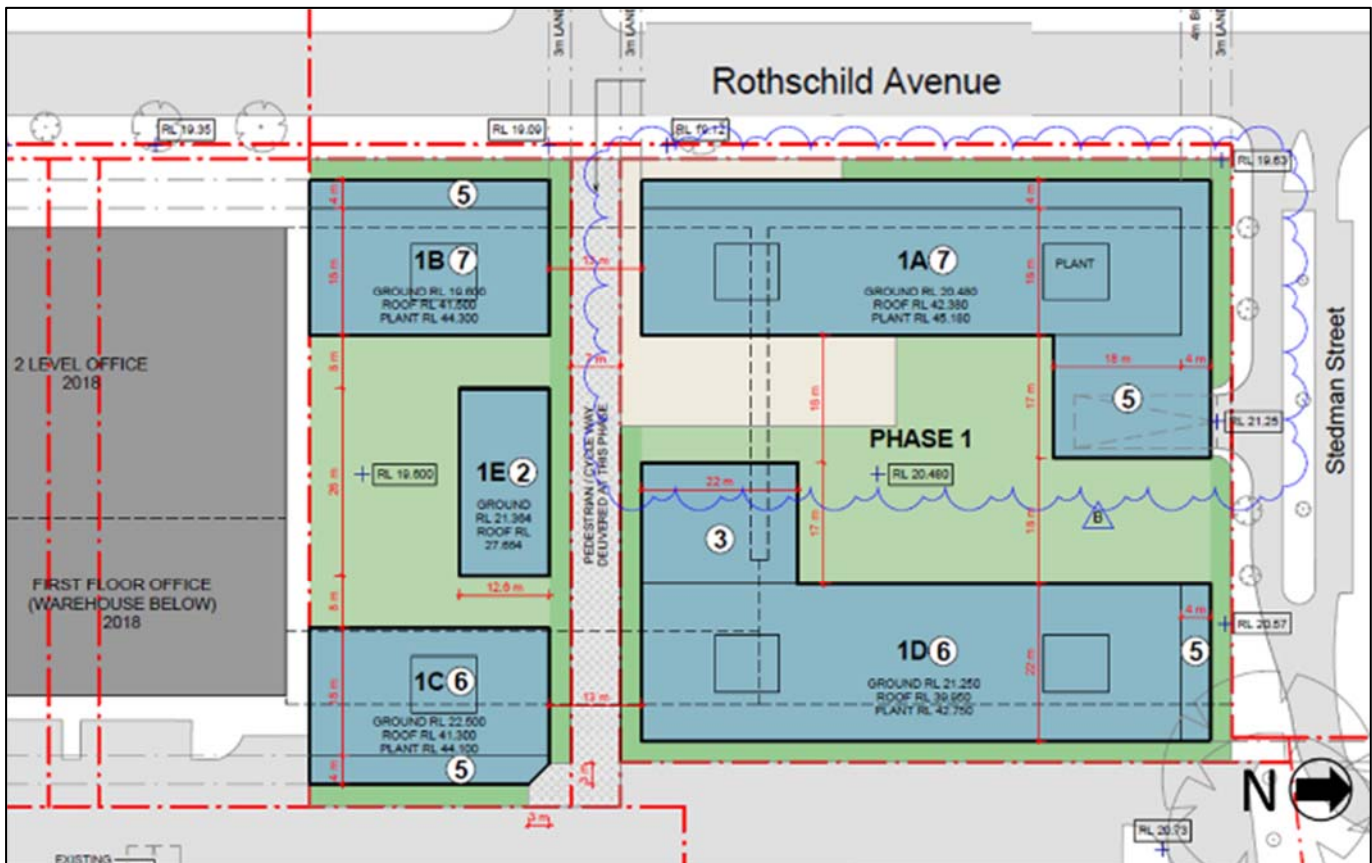 3m LAND
3m LAND
3m LAND
Rothschild Avenue
RL 19.35
RL 19.09
RL 19.12
RL 19.63
4 m
5
4 m
1B 7
GROUND RL 19.600
ROOF RL 41.500
PLANT RL 44.300
13 m
1A 7
GROUND RL 20.480
ROOF RL 42.380
PLANT RL 45.180
PLANT
18 m
18 m
2 LEVEL OFFICE
2018
8 m
7 m
18 m
17 m
18 m
4 m
5
RL 21.25
Stedman Street
PHASE 1
RL 19.600
1E 2
GROUND
RL 21.364
ROOF RL
27.664
PEDESTRIAN / CYCLE WAY
DELIVERED AT THIS PHASE
22 m
RL 20.480
B
3
17 m
18 m
12.6 m
FIRST FLOOR OFFICE
(WAREHOUSE BELOW)
2018
8 m
4 m
RL 20.57
1C 6
GROUND RL 22.500
ROOF RL 41.300
PLANT RL 44.100
18 m
13 m
1D 6
GROUND RL 21.250
ROOF RL 39.950
PLANT RL 42.750
22 m
5
4 m
5
3 m
3 m
N
RL 20.73
EXISTING